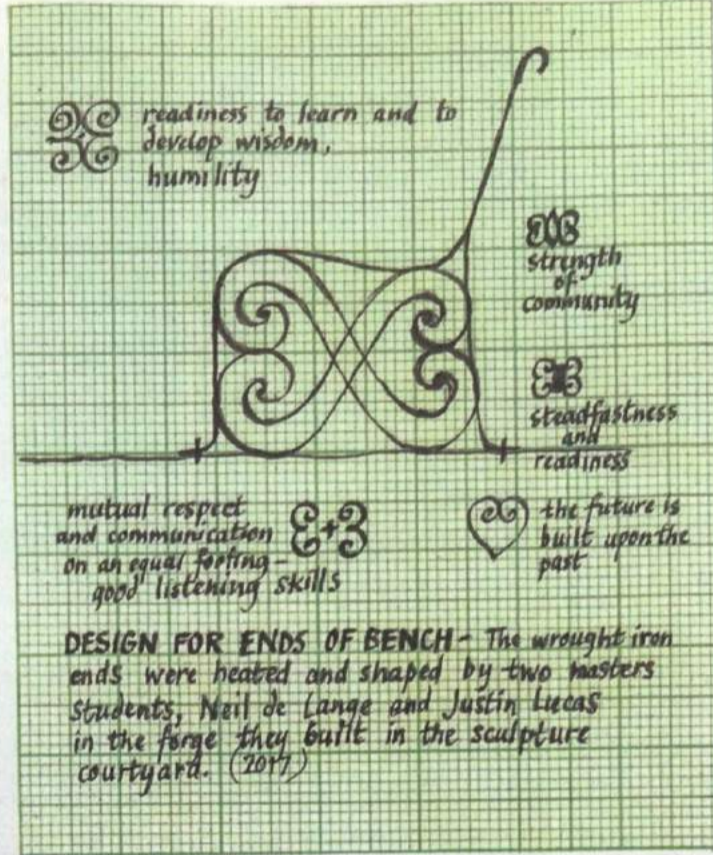 readiness to learn and to
develop wisdom,
humility
strength
of
community
steadfastness
and
readiness
mutual respect
and communication
on an equal footing -
good listening skills
the future is
built upon the
past
DESIGN FOR ENDS OF BENCH - The wrought iron
ends were heated and shaped by two masters
students, Neil de Lange and Justin Lucas
in the forge they built in the sculpture
courtyard. (2017)